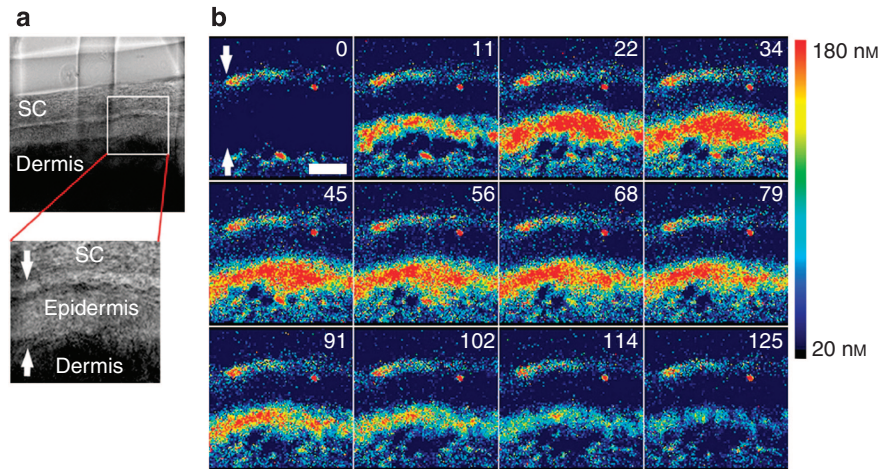 a
SC
Dermis
SC
Epidermis
Dermis
b
0 11 22 34
45 56 68 79
91 102 114 125
180 nM
20 nM